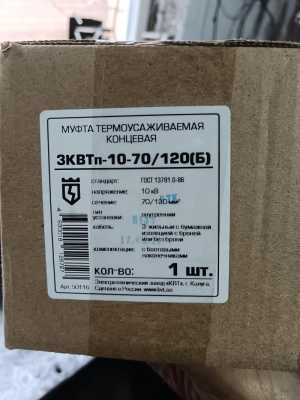 МУФТА ТЕРМОУСАЖИВАЕМАЯ
КОНЦЕВАЯ
3КВТп-10-70/120(Б)
стандарт: ГОСТ 13781.0-86
напряжение: 10 кВ
сечение: 70/120 мм²
тип установки: внутренний
кабель: 3 жильный с бумажной
изоляцией с броней
или без брони
комплектация: с болтовыми
наконечниками
КОЛ-ВО: 1 шт.
Электротехнический завод «КВТ», г. Калуга
Сделано в России. www.kvt.su